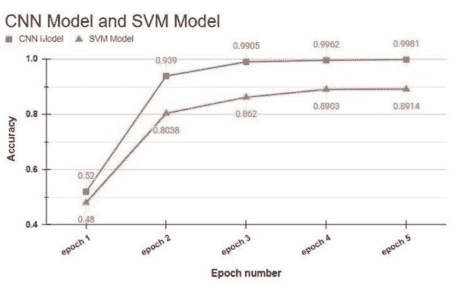 CNN Model and SVM Model
CNN Model SVM Model
1.0
0.8
0.6
0.4
Accuracy
0.52
0.939
0.9905
0.9962
0.9981
0.48
0.8038
0.862
0.8903
0.8914
epoch 1
epoch 2
epoch 3
epoch 4
epoch 5
Epoch number